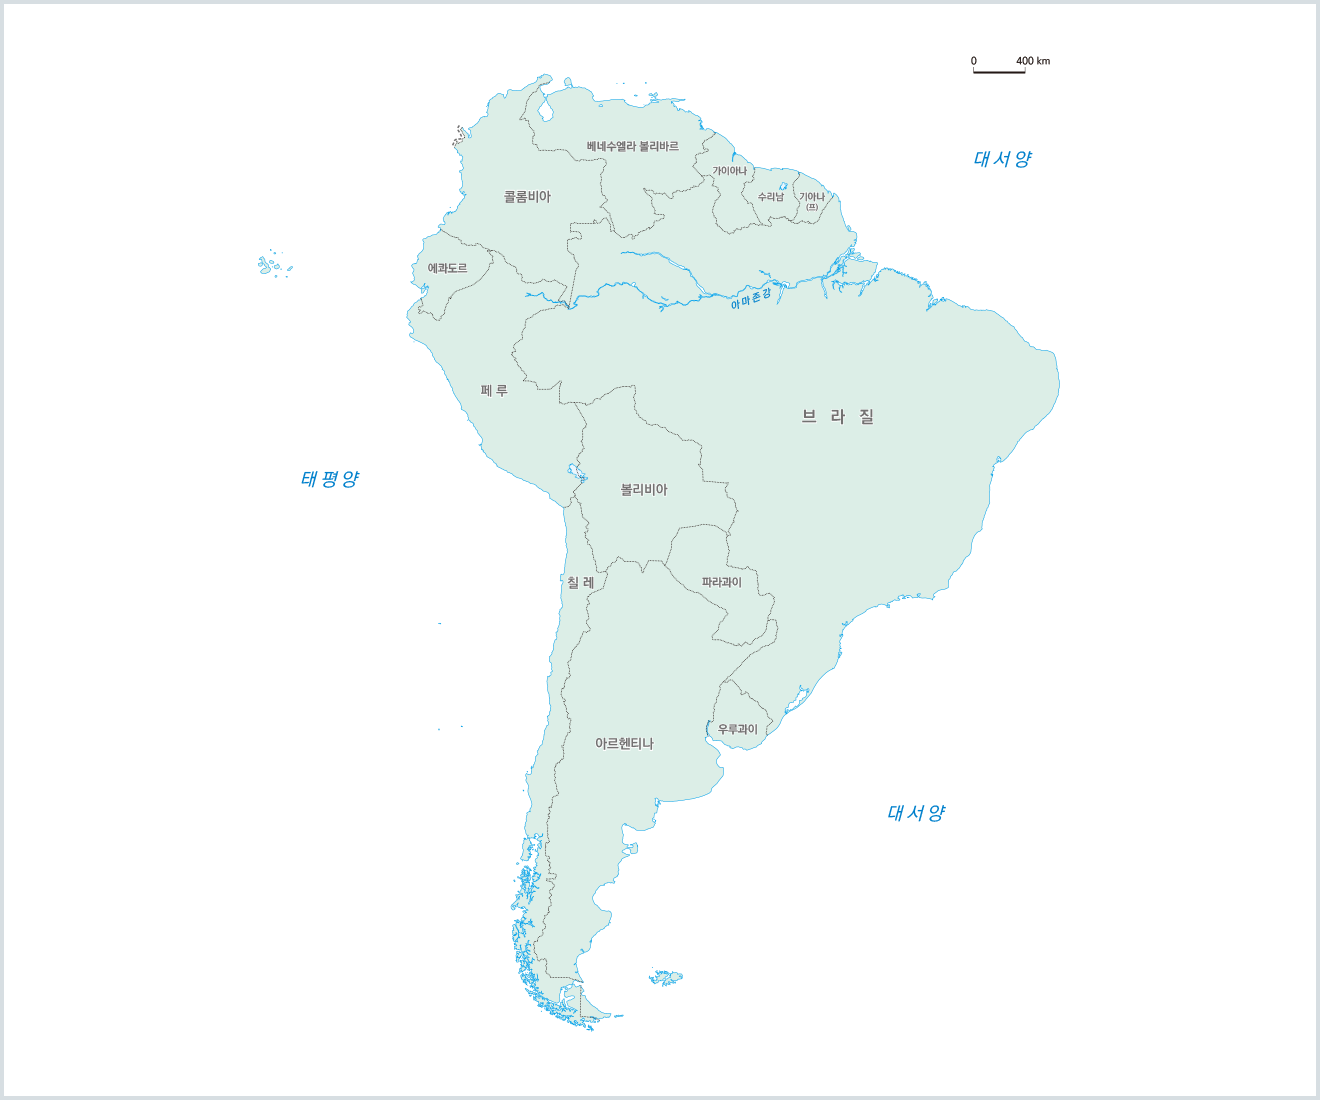 0 400 km
대서양
베네수엘라 볼리바르
가이아나
콜롬비아
수리남
기아나
(프)
에콰도르
아마존강
페루
브라질
태평양
볼리비아
칠레
파라과이
우루과이
아르헨티나
대서양